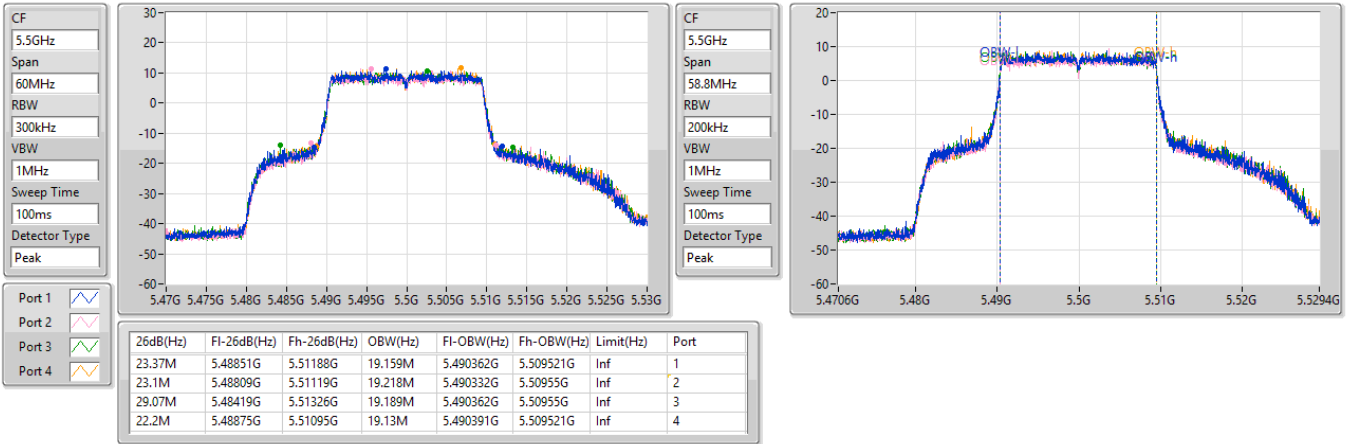 CF
5.5GHz
Span
60MHz
RBW
300kHz
VBW
1MHz
Sweep Time
100ms
Detector Type
Peak
30
20
10
0
-10
-20
-30
-40
-50
-60
5.47G 5.475G 5.48G 5.485G 5.49G 5.495G 5.5G 5.505G 5.51G 5.515G 5.52G 5.525G 5.53G
CF
5.5GHz
Span
58.8MHz
RBW
200kHz
VBW
1MHz
Sweep Time
100ms
Detector Type
Peak
20
10
0
-10
-20
-30
-40
-50
-60
OBW-l OBW-h
5.4706G 5.48G 5.49G 5.5G 5.51G 5.52G 5.5294G
Port 1
Port 2
Port 3
Port 4
26dB(Hz) Fl-26dB(Hz) Fh-26dB(Hz) OBW(Hz) Fl-OBW(Hz) Fh-OBW(Hz) Limit(Hz) Port
23.37M 5.48851G 5.51188G 19.159M 5.490362G 5.509521G Inf 1
23.1M 5.48809G 5.51119G 19.218M 5.490332G 5.50955G Inf 2
29.07M 5.48419G 5.51326G 19.189M 5.490362G 5.50955G Inf 3
22.2M 5.48875G 5.51095G 19.13M 5.490391G 5.509521G Inf 4